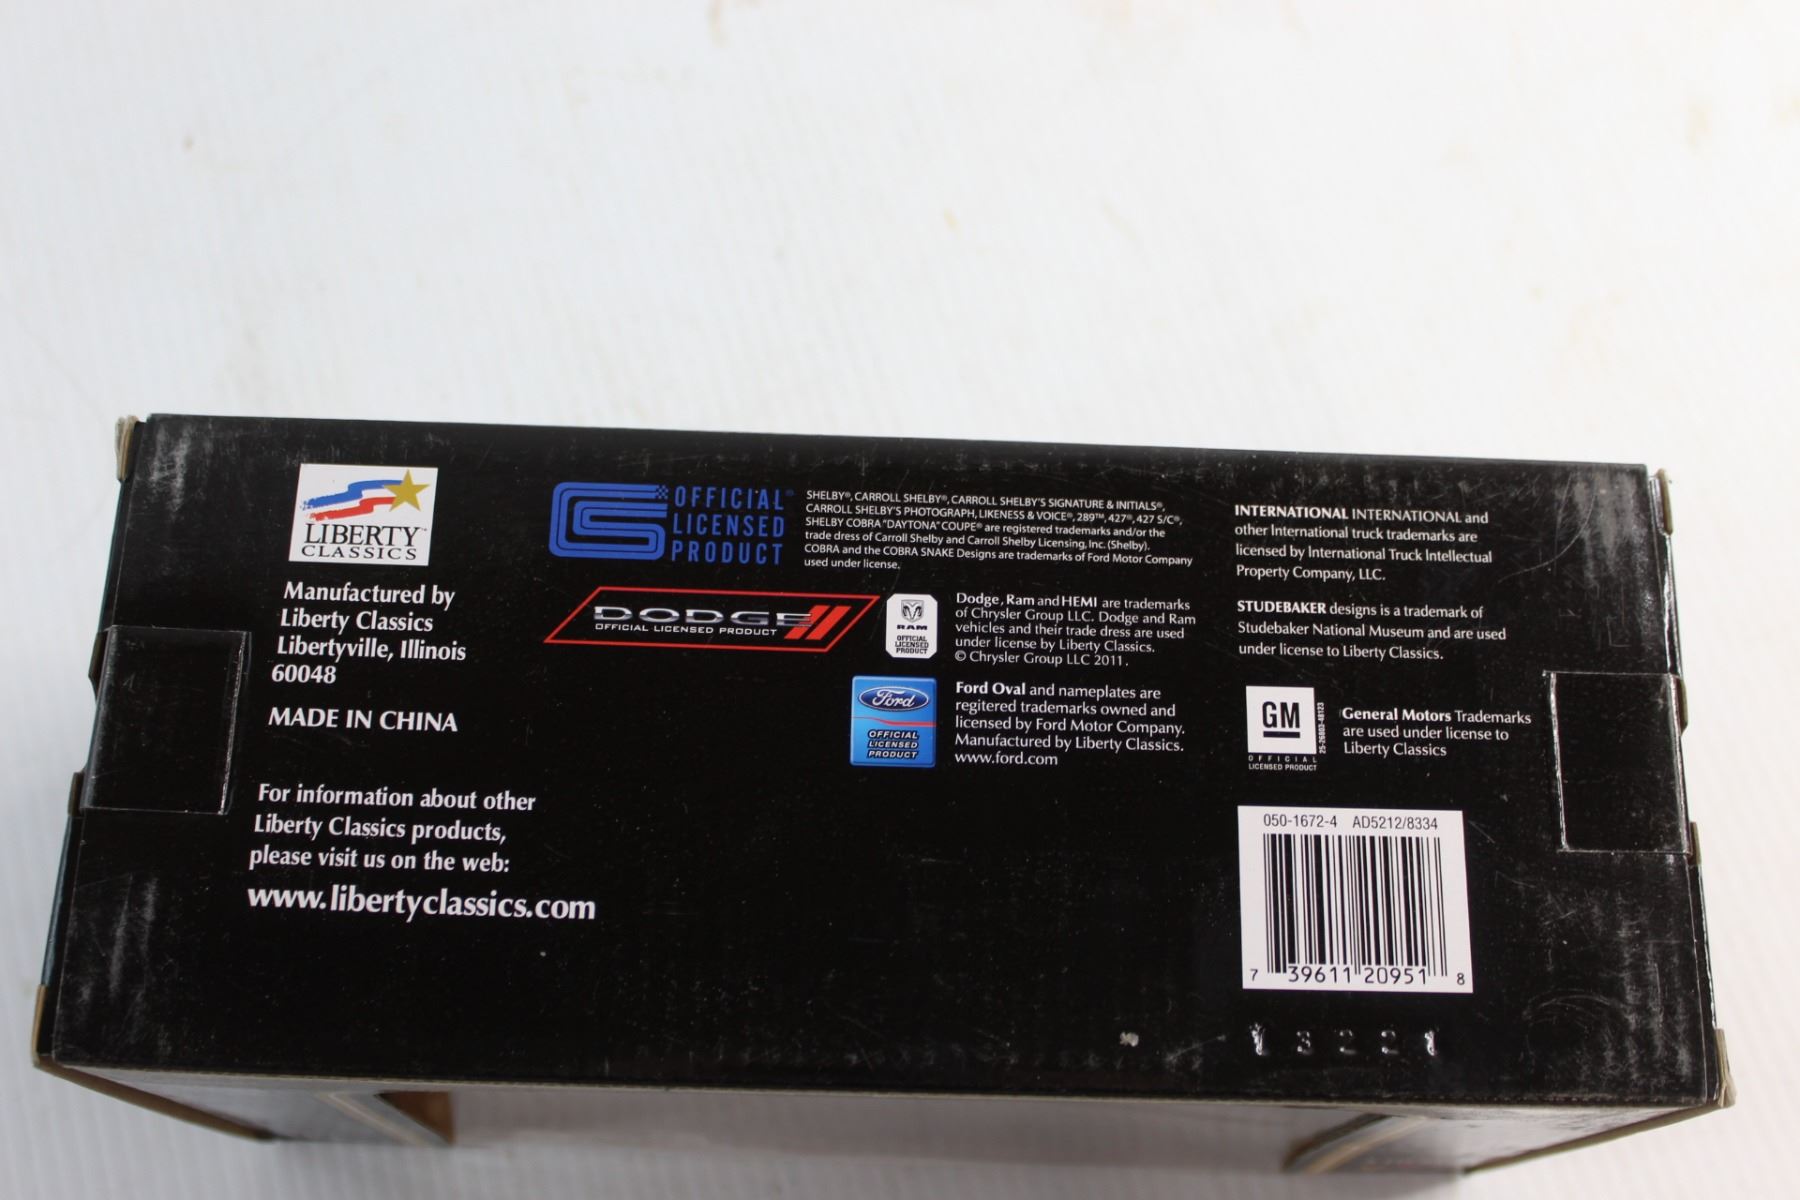 LIBERTY™
CLASSICS
Manufactured by
Liberty Classics
Libertyville, Illinois
60048
MADE IN CHINA
For information about other
Liberty Classics products,
please visit us on the web:
www.libertyclassics.com
OFFICIAL®
LICENSED
PRODUCT
SHELBY®, CARROLL SHELBY®, CARROLL SHELBY'S SIGNATURE & INITIALS®,
CARROLL SHELBY'S PHOTOGRAPH, LIKENESS & VOICE®, 289™, 427®, 427 S/C®,
SHELBY COBRA "DAYTONA" COUPE® are registered trademarks and/or the
trade dress of Carroll Shelby and Carroll Shelby Licensing, Inc. (Shelby).
COBRA and the COBRA SNAKE Designs are trademarks of Ford Motor Company
used under license.
DODGE
OFFICIAL LICENSED PRODUCT
RAM
OFFICIAL
LICENSED
PRODUCT
Dodge, Ram and HEMI are trademarks
of Chrysler Group LLC. Dodge and Ram
vehicles and their trade dress are used
under license by Liberty Classics.
© Chrysler Group LLC 2011.
Ford
OFFICIAL
LICENSED
PRODUCT
Ford Oval and nameplates are
regitered trademarks owned and
licensed by Ford Motor Company.
Manufactured by Liberty Classics.
www.ford.com
INTERNATIONAL INTERNATIONAL and
other International truck trademarks are
licensed by International Truck Intellectual
Property Company, LLC.
STUDEBAKER designs is a trademark of
Studebaker National Museum and are used
under license to Liberty Classics.
GM
OFFICIAL
LICENSED PRODUCT
25-26803-48123
General Motors Trademarks
are used under license to
Liberty Classics
050-1672-4 AD5212/8334
7 39611 20951 8
13221